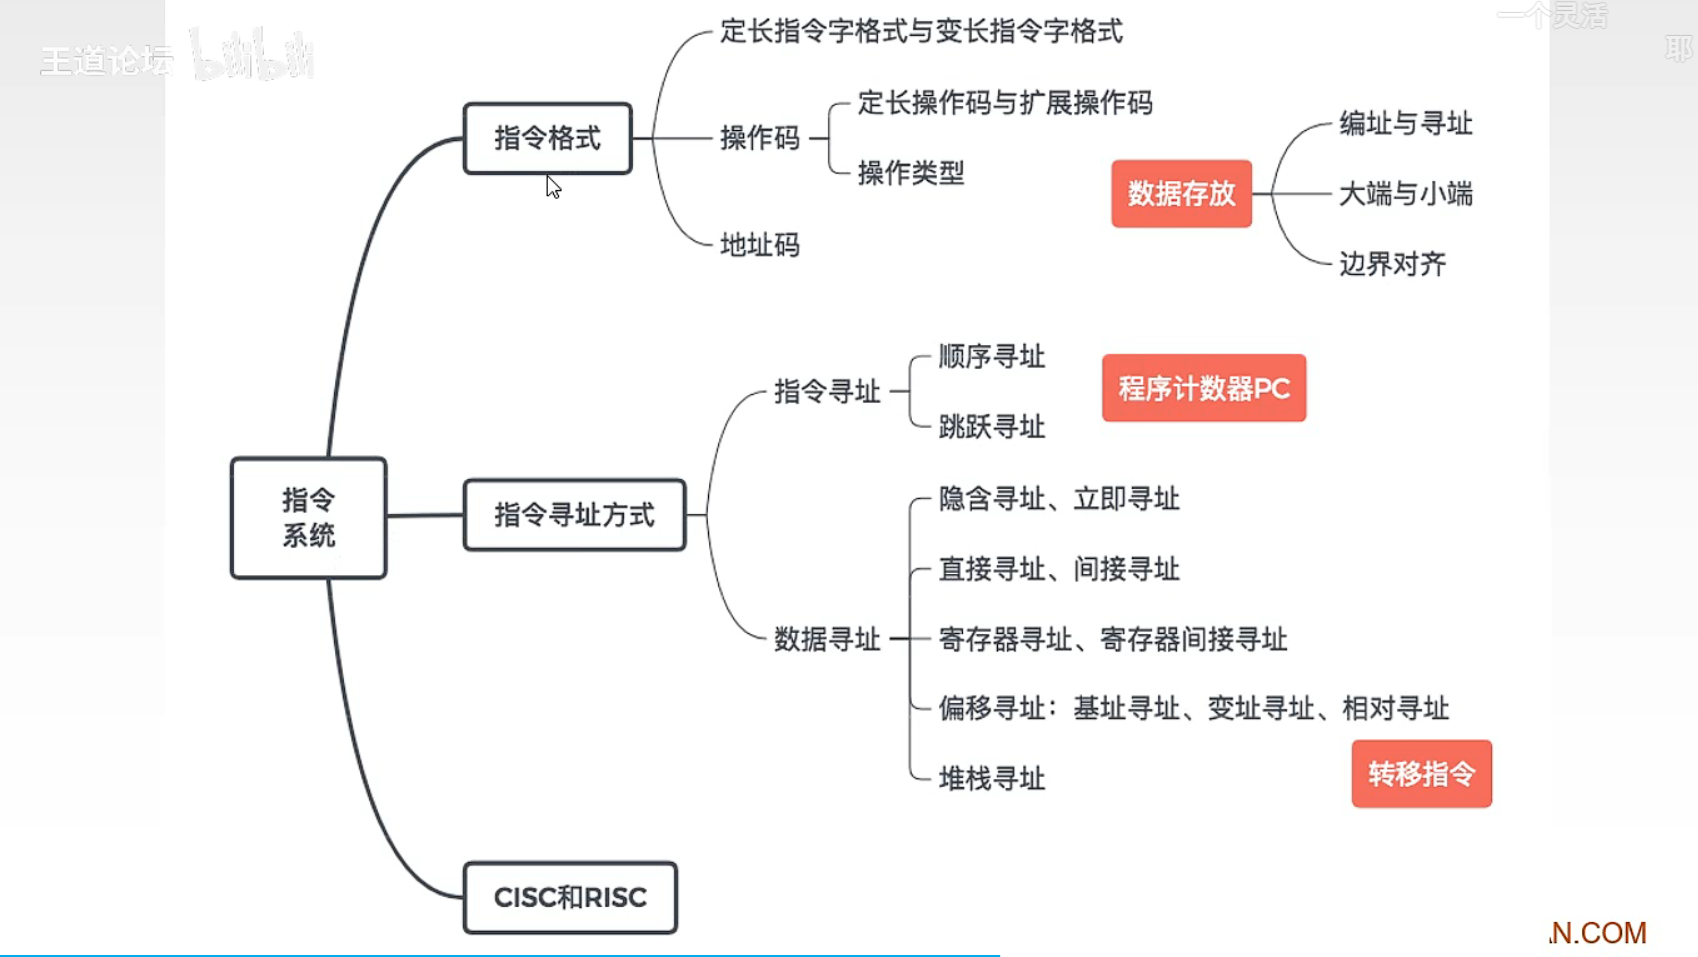 一个灵活
耶
王道论坛 bilibili
定长指令字格式与变长指令字格式
指令格式
操作码
定长操作码与扩展操作码
操作类型
地址码
数据存放
编址与寻址
大端与小端
边界对齐
指令
系统
指令寻址方式
指令寻址
顺序寻址
跳跃寻址
程序计数器PC
数据寻址
隐含寻址、立即寻址
直接寻址、间接寻址
寄存器寻址、寄存器间接寻址
偏移寻址：基址寻址、变址寻址、相对寻址
堆栈寻址
转移指令
CISC和RISC
N.COM